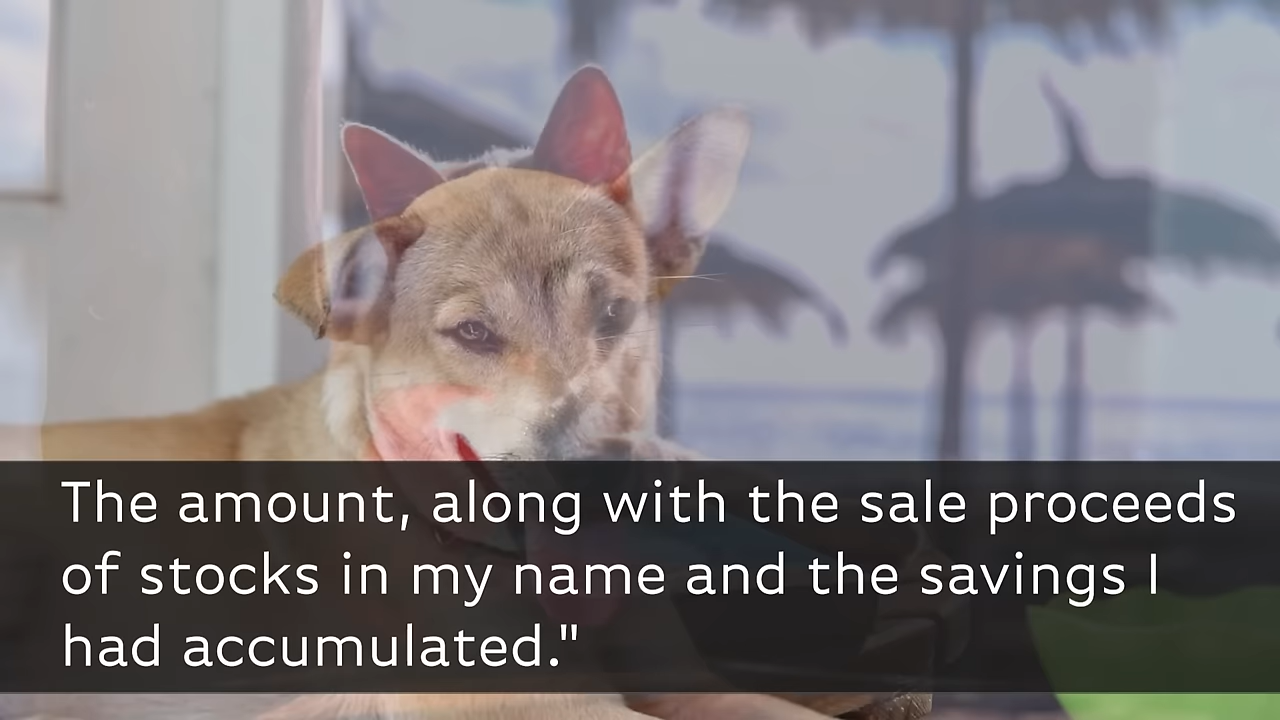 The amount, along with the sale proceeds
of stocks in my name and the savings I
had accumulated."